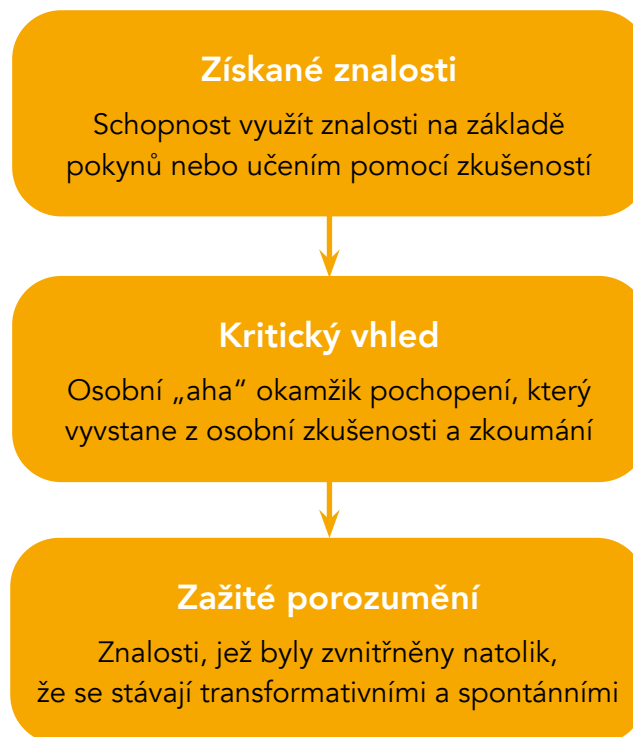 Získané znalosti
Schopnost využít znalosti na základě
pokynů nebo učením pomocí zkušeností
Kritický vhled
Osobní „aha“ okamžik pochopení, který
vyvstane z osobní zkušenosti a zkoumání
Zažité porozumění
Znalosti, jež byly zvnitřněny natolik,
že se stávají transformativními a spontánními